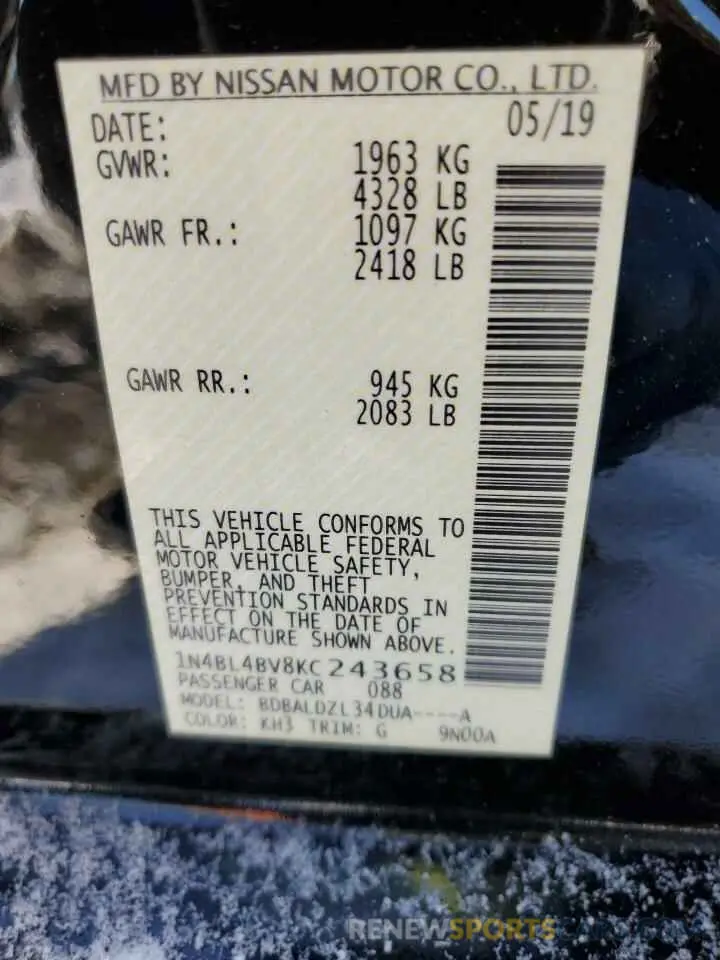 MFD BY NISSAN MOTOR CO., LTD.
DATE: 05/19
GVWR: 1963 KG
4328 LB
GAWR FR.: 1097 KG
2418 LB
GAWR RR.: 945 KG
2083 LB
THIS VEHICLE CONFORMS TO
ALL APPLICABLE FEDERAL
MOTOR VEHICLE SAFETY,
BUMPER, AND THEFT
PREVENTION STANDARDS IN
EFFECT ON THE DATE OF
MANUFACTURE SHOWN ABOVE.
1N4BL4BV8KC243658
PASSENGER CAR 088
MODEL: BDBALDZL34DUA----A
COLOR: KH3 TRIM: G 9N00A
RENEWSPORTSCARS.COM